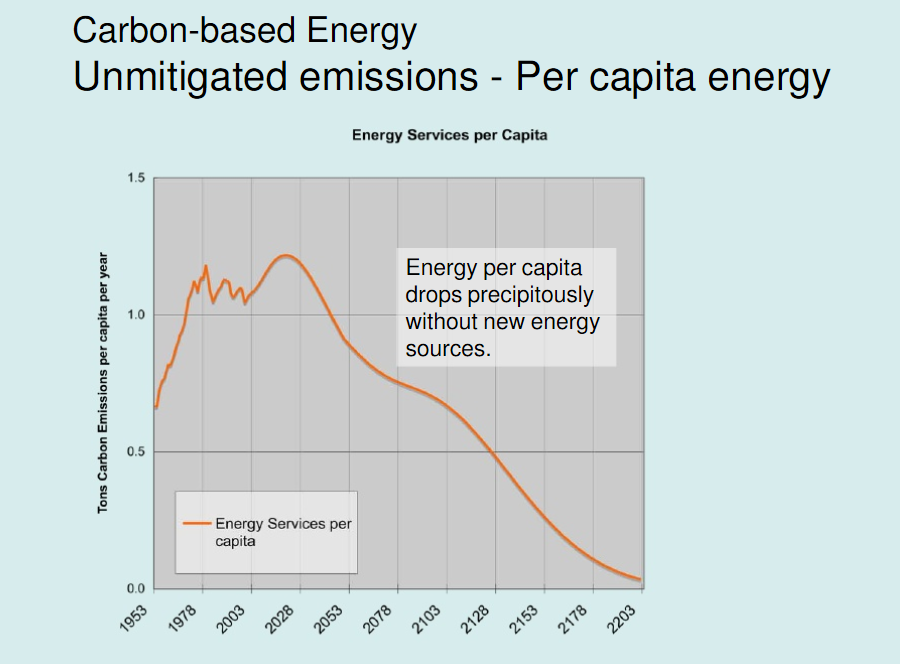 Carbon-based Energy
Unmitigated emissions - Per capita energy
Energy Services per Capita
Tons Carbon Emissions per capita per year
1.5
1.0
0.5
0.0
Energy per capita
drops precipitously
without new energy
sources.
Energy Services per
capita
1953
1978
2003
2028
2053
2078
2103
2128
2153
2178
2203